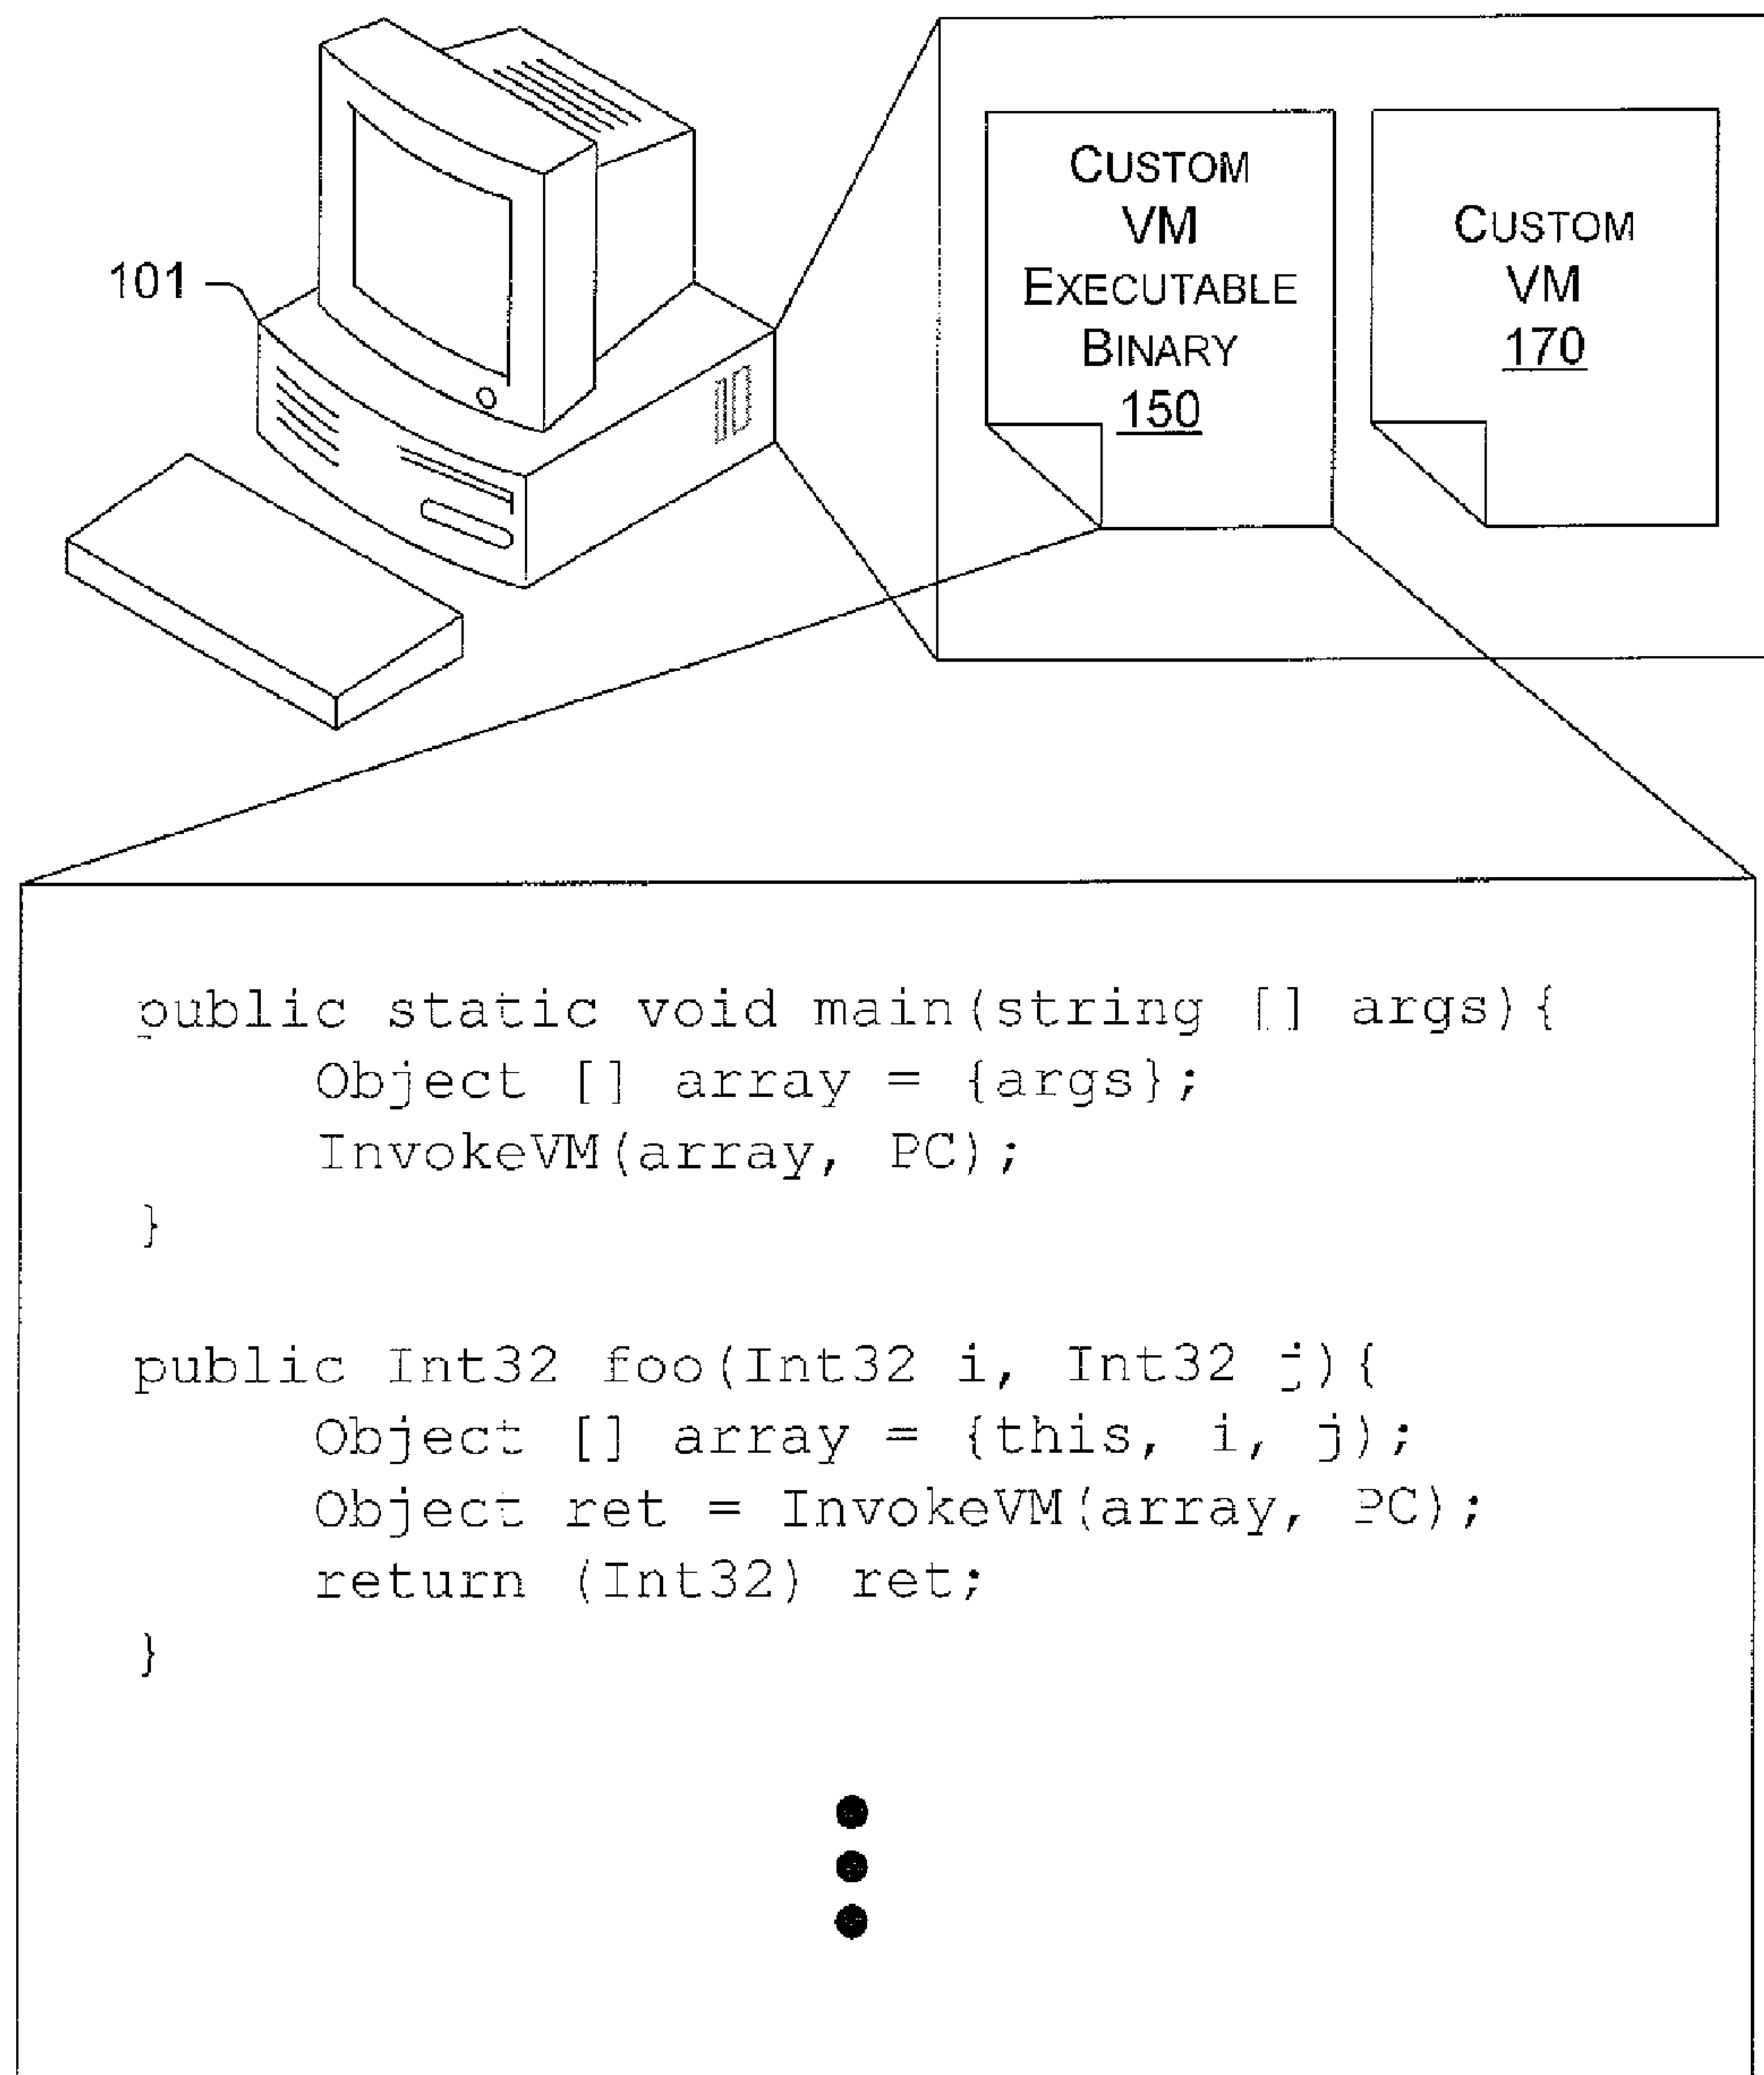 101
CUSTOM
VM
EXECUTABLE
BINARY
150
CUSTOM
VM
170
public static void main(string [] args){
Object [] array = {args};
InvokeVM(array, PC);
}
public Int32 foo(Int32 i, Int32 j){
Object [] array = {this, i, j);
Object ret = InvokeVM(array, PC);
return (Int32) ret;
}